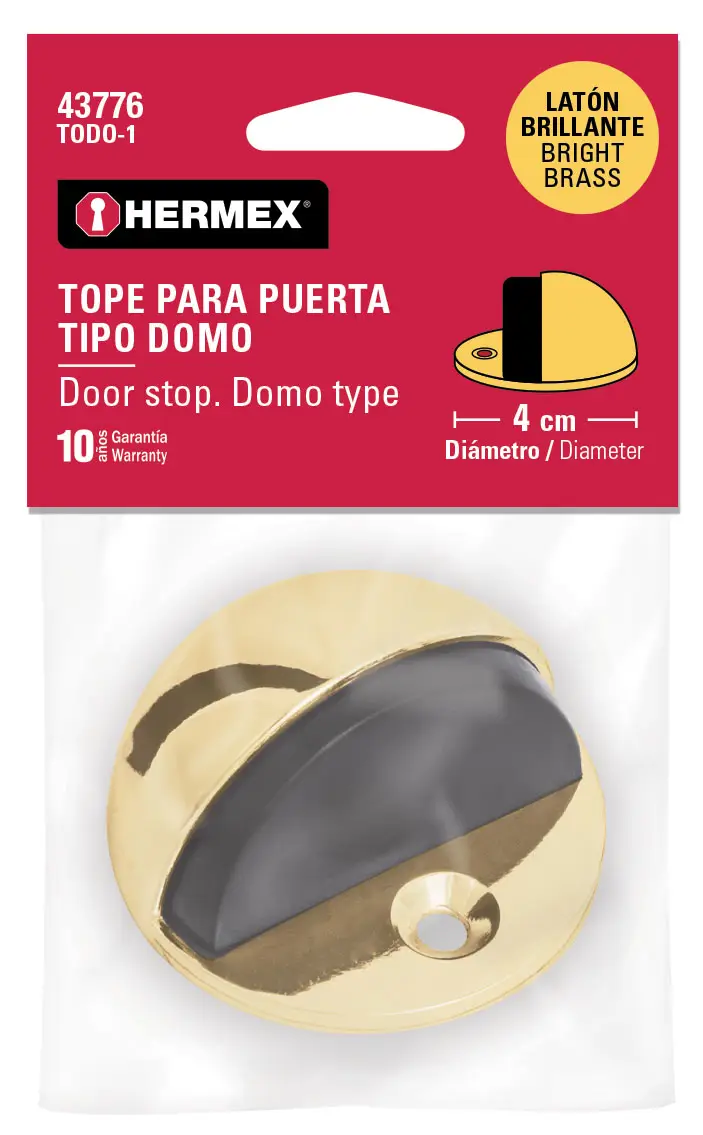 43776
TODO-1
LATÓN
BRILLANTE
BRIGHT
BRASS
HERMEX®
TOPE PARA PUERTA
TIPO DOMO
Door stop. Domo type
10 años Garantía
Warranty
4 cm
Diámetro / Diameter